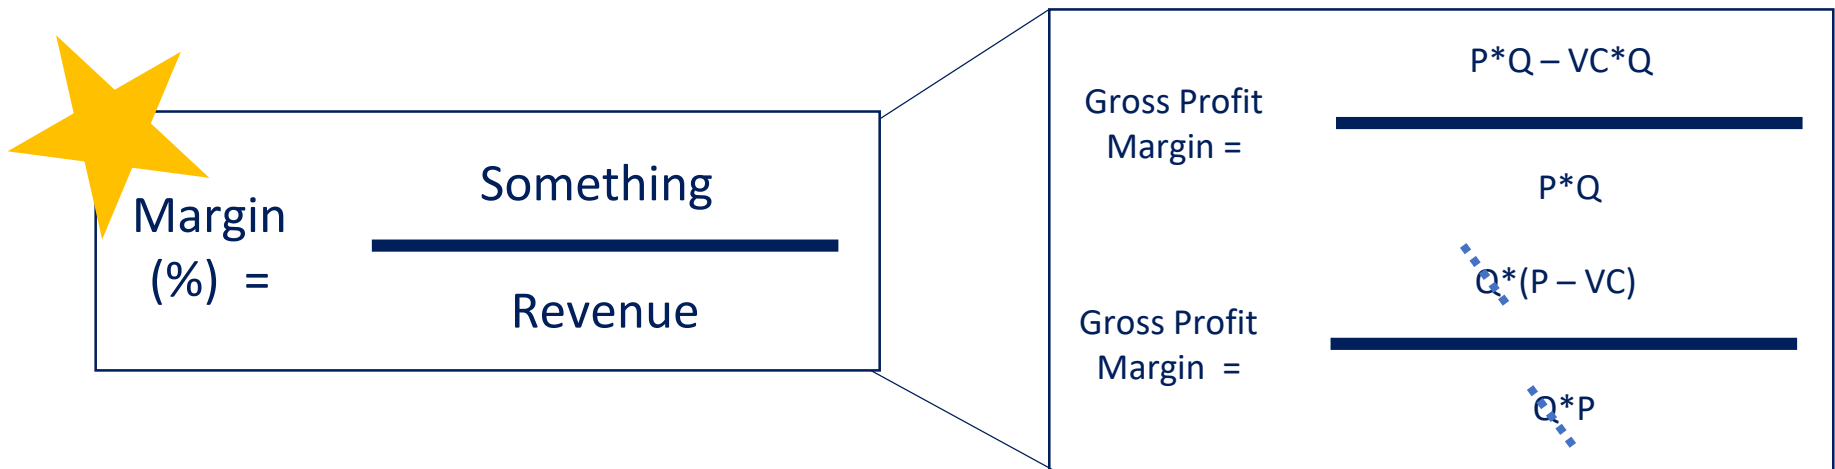 Something
Margin
(%) =
Revenue
P*Q – VC*Q
Gross Profit
Margin =
P*Q
Q*(P – VC)
Gross Profit
Margin =
Q*P